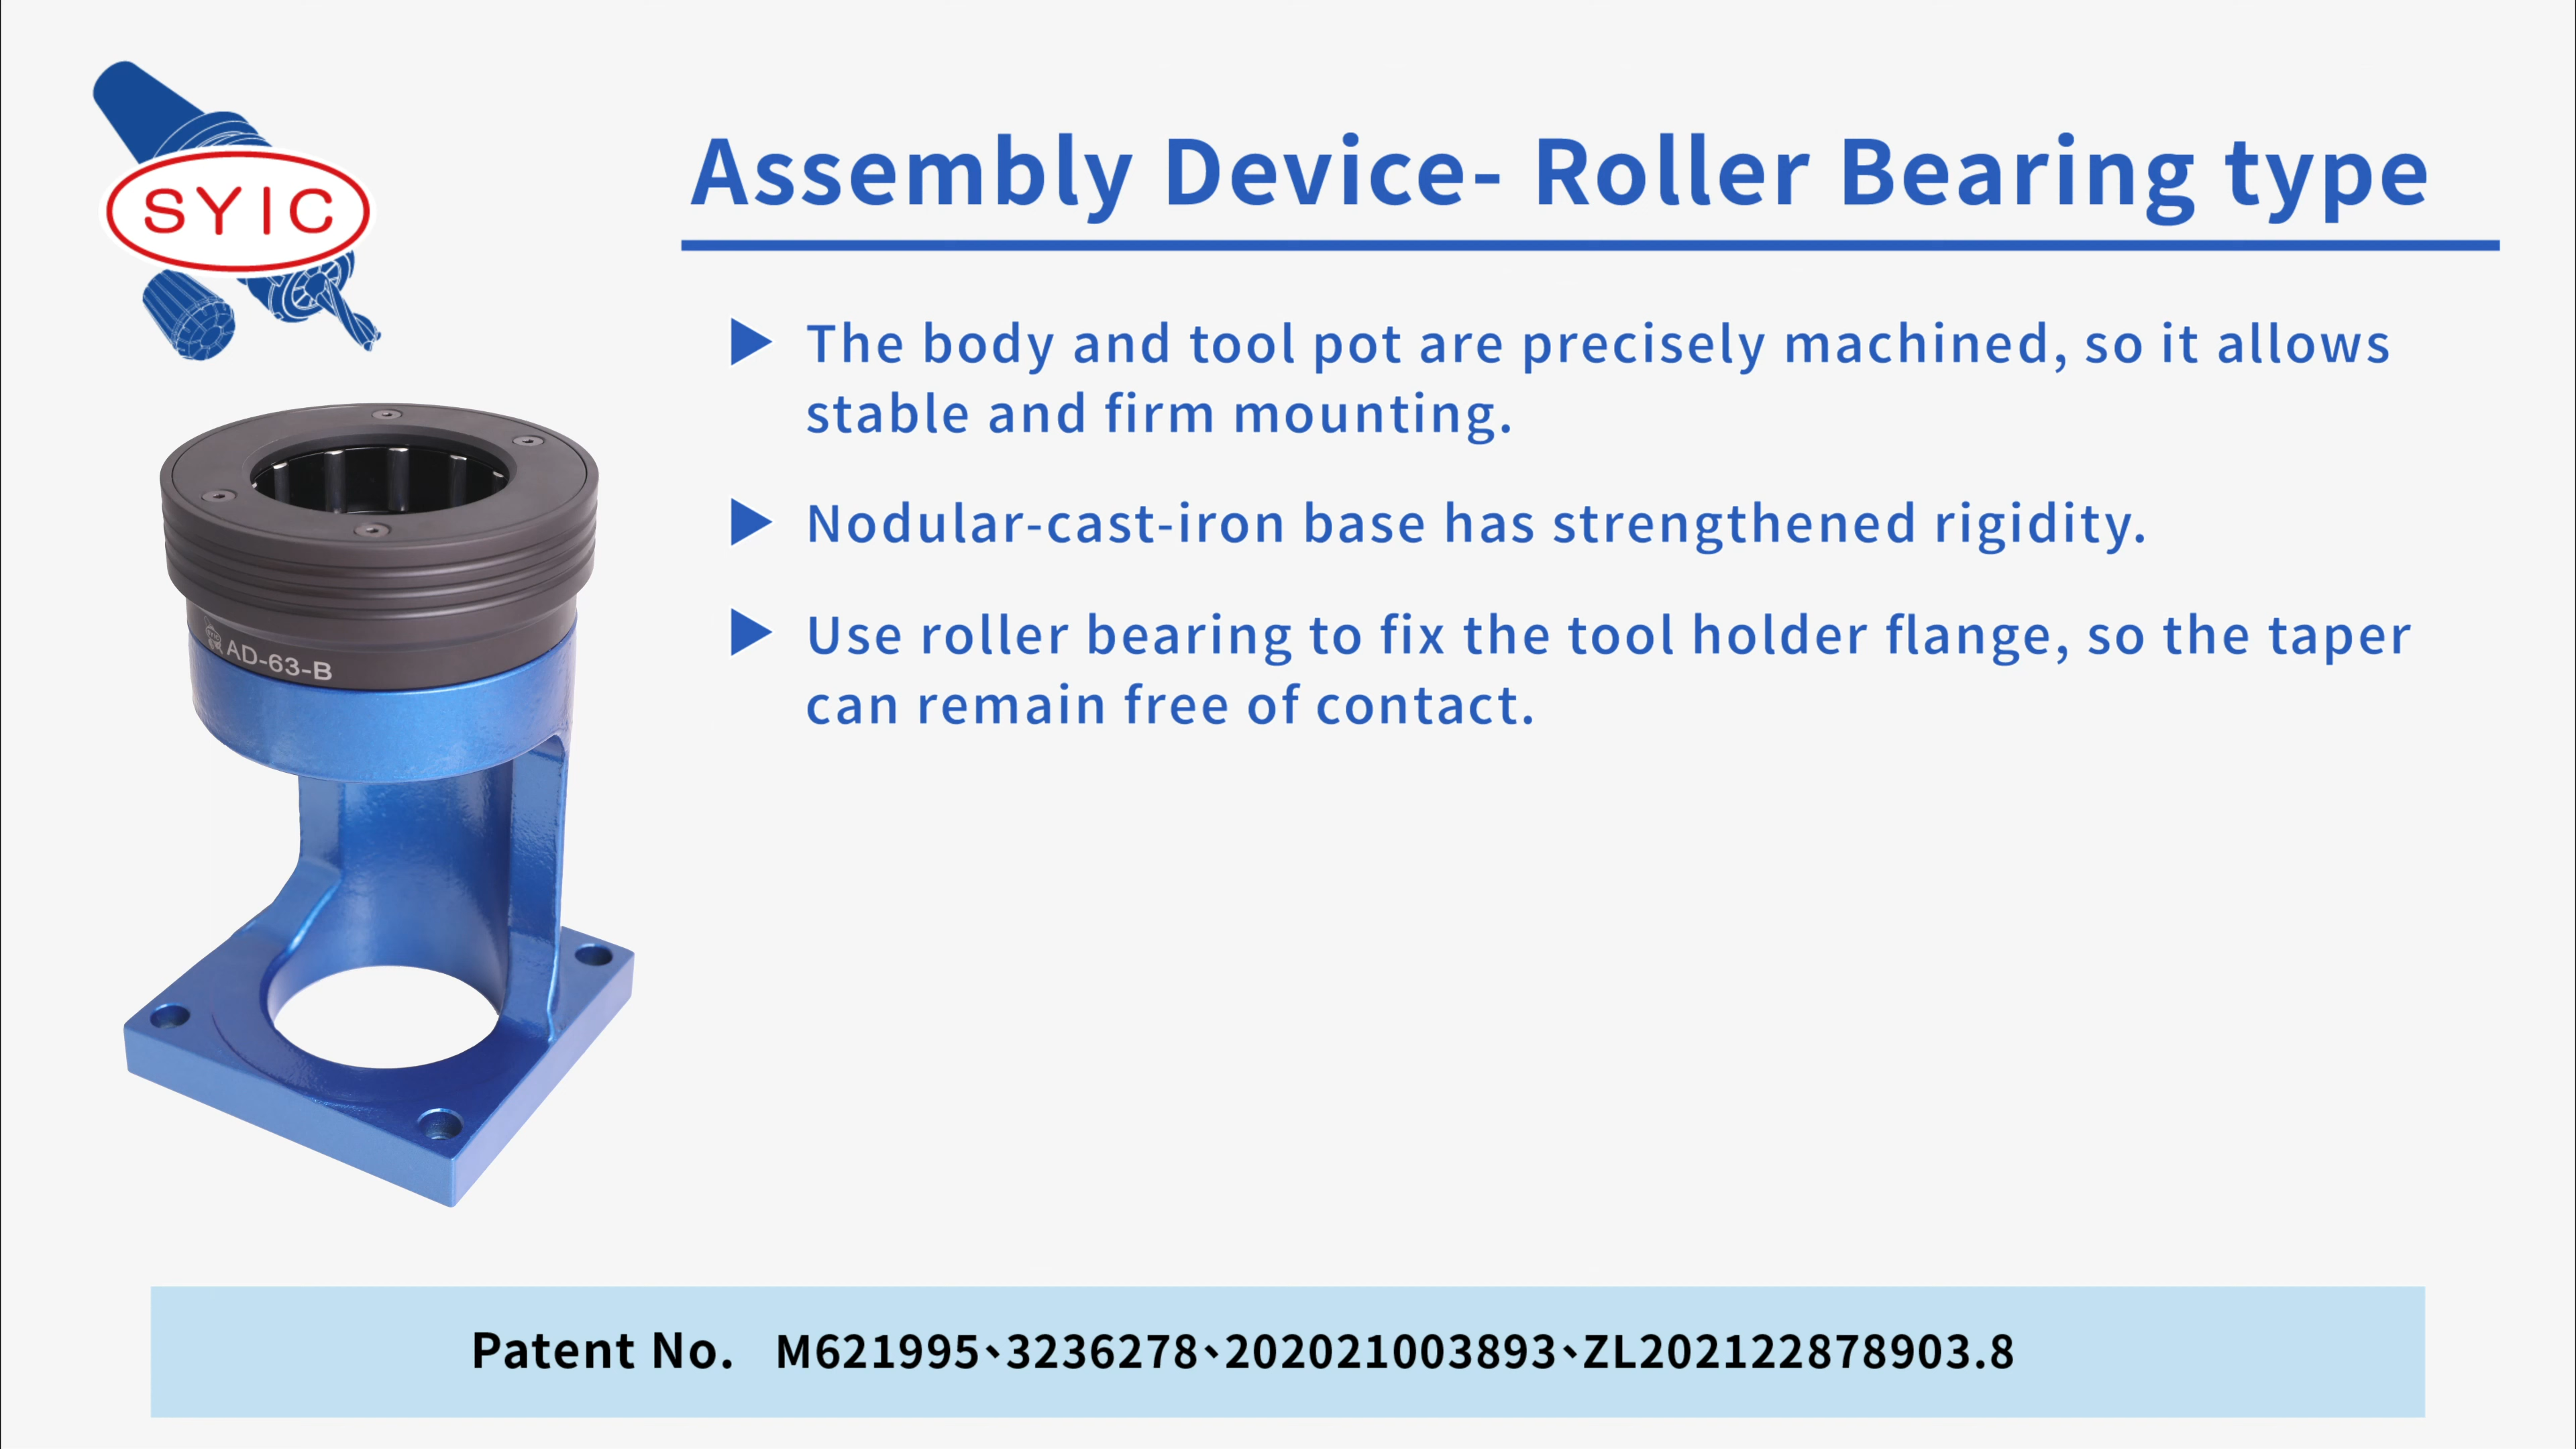 SYIC
Assembly Device- Roller Bearing type
The body and tool pot are precisely machined, so it allows
stable and firm mounting.
Nodular-cast-iron base has strengthened rigidity.
Use roller bearing to fix the tool holder flange, so the taper
can remain free of contact.
AD-63-B
Patent No. M621995、3236278、202021003893、ZL202122878903.8